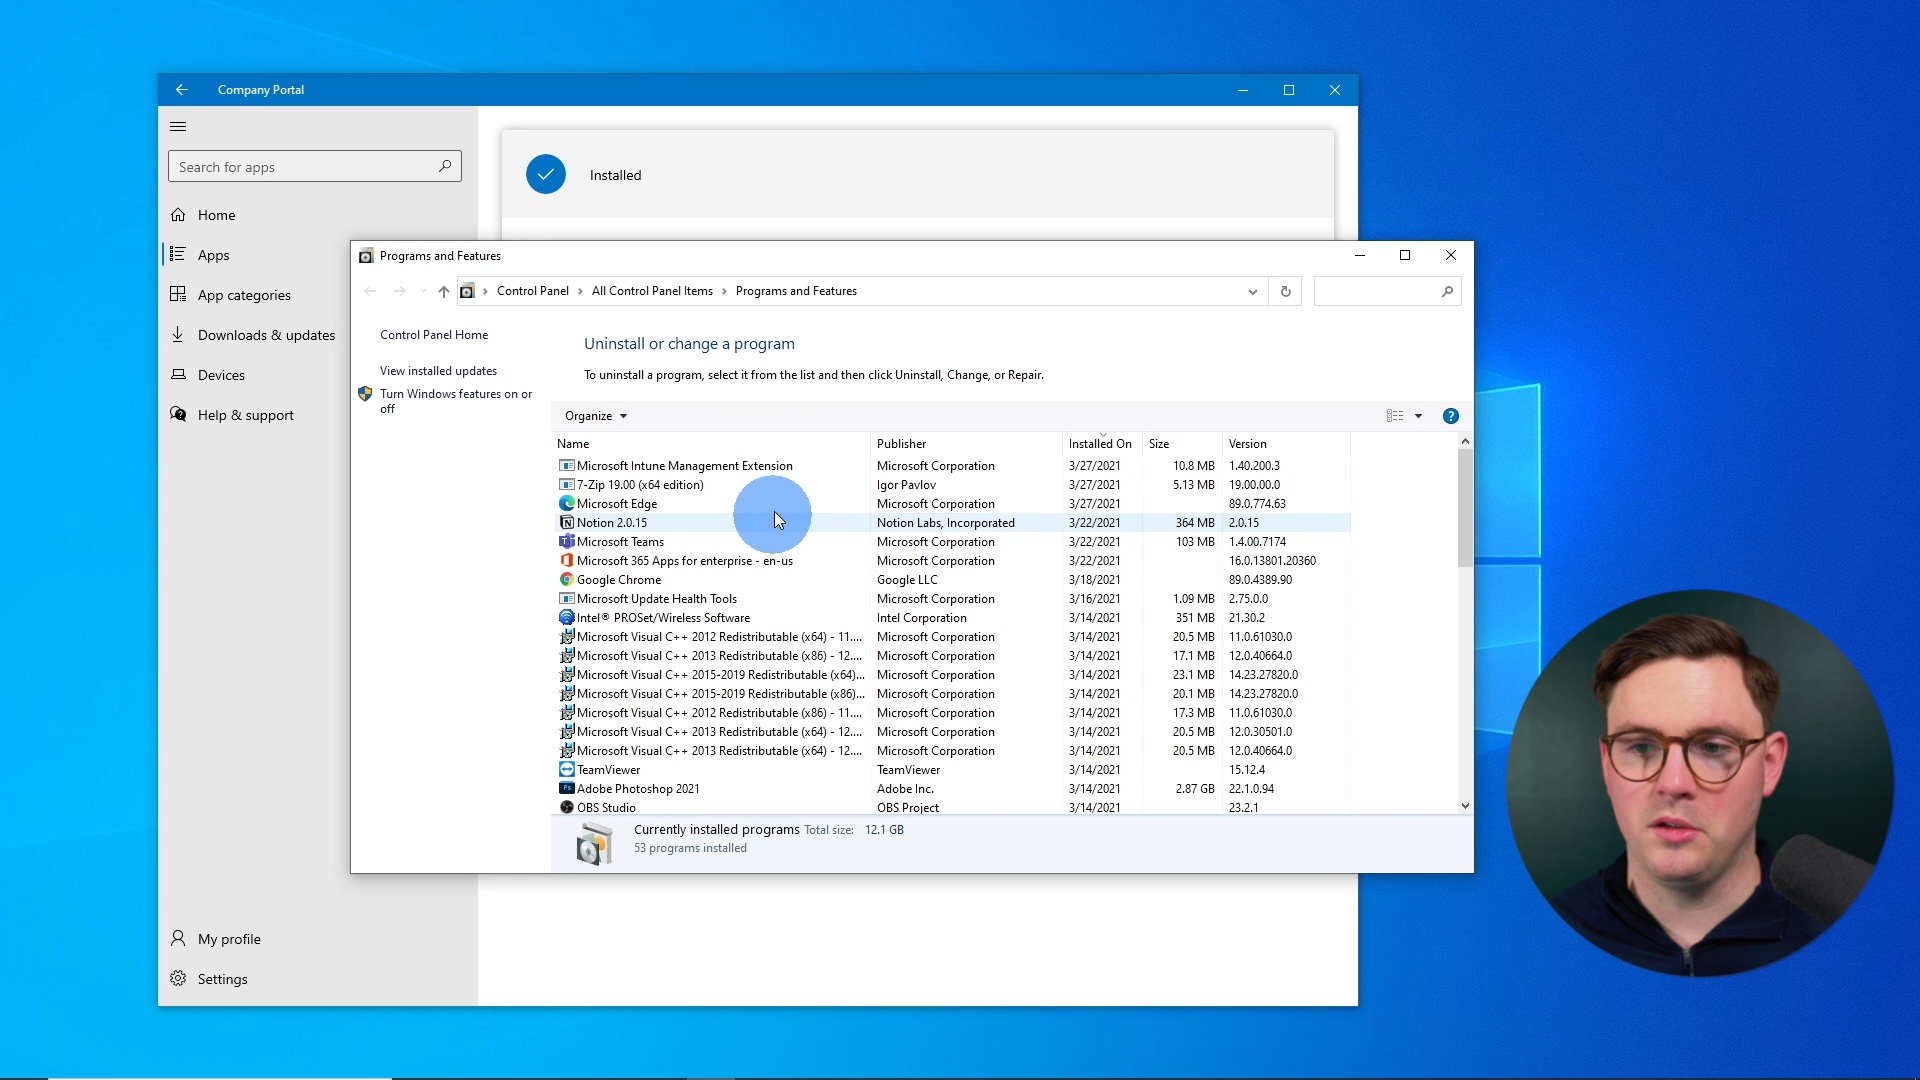 Company Portal
Search for apps
Home
Apps
App categories
Downloads & updates
Devices
Help & support
My profile
Settings
Installed
Programs and Features
Control Panel › All Control Panel Items › Programs and Features
Control Panel Home
View installed updates
Turn Windows features on or
off
Uninstall or change a program
To uninstall a program, select it from the list and then click Uninstall, Change, or Repair.
Organize
Name Publisher Installed On Size Version
Microsoft Intune Management Extension Microsoft Corporation 3/27/2021 10.8 MB 1.40.200.3
7-Zip 19.00 (x64 edition) Igor Pavlov 3/27/2021 5.13 MB 19.00.00.0
Microsoft Edge Microsoft Corporation 3/27/2021 89.0.774.63
Notion 2.0.15 Notion Labs, Incorporated 3/22/2021 364 MB 2.0.15
Microsoft Teams Microsoft Corporation 3/22/2021 103 MB 1.4.00.7174
Microsoft 365 Apps for enterprise - en-us Microsoft Corporation 3/22/2021 16.0.13801.20360
Google Chrome Google LLC 3/18/2021 89.0.4389.90
Microsoft Update Health Tools Microsoft Corporation 3/16/2021 1.09 MB 2.75.0.0
Intel® PROSet/Wireless Software Intel Corporation 3/14/2021 351 MB 21.30.2
Microsoft Visual C++ 2012 Redistributable (x64) - 11.... Microsoft Corporation 3/14/2021 20.5 MB 11.0.61030.0
Microsoft Visual C++ 2013 Redistributable (x86) - 12.... Microsoft Corporation 3/14/2021 17.1 MB 12.0.40664.0
Microsoft Visual C++ 2015-2019 Redistributable (x64)... Microsoft Corporation 3/14/2021 23.1 MB 14.23.27820.0
Microsoft Visual C++ 2015-2019 Redistributable (x86)... Microsoft Corporation 3/14/2021 20.1 MB 14.23.27820.0
Microsoft Visual C++ 2012 Redistributable (x86) - 11.... Microsoft Corporation 3/14/2021 17.3 MB 11.0.61030.0
Microsoft Visual C++ 2013 Redistributable (x86) - 12.... Microsoft Corporation 3/14/2021 20.5 MB 12.0.30501.0
Microsoft Visual C++ 2013 Redistributable (x64) - 12.... Microsoft Corporation 3/14/2021 20.5 MB 12.0.40664.0
TeamViewer TeamViewer 3/14/2021 15.12.4
Adobe Photoshop 2021 Adobe Inc. 3/14/2021 2.87 GB 22.1.0.94
OBS Studio OBS Project 3/14/2021 23.2.1
Currently installed programs Total size: 12.1 GB
53 programs installed